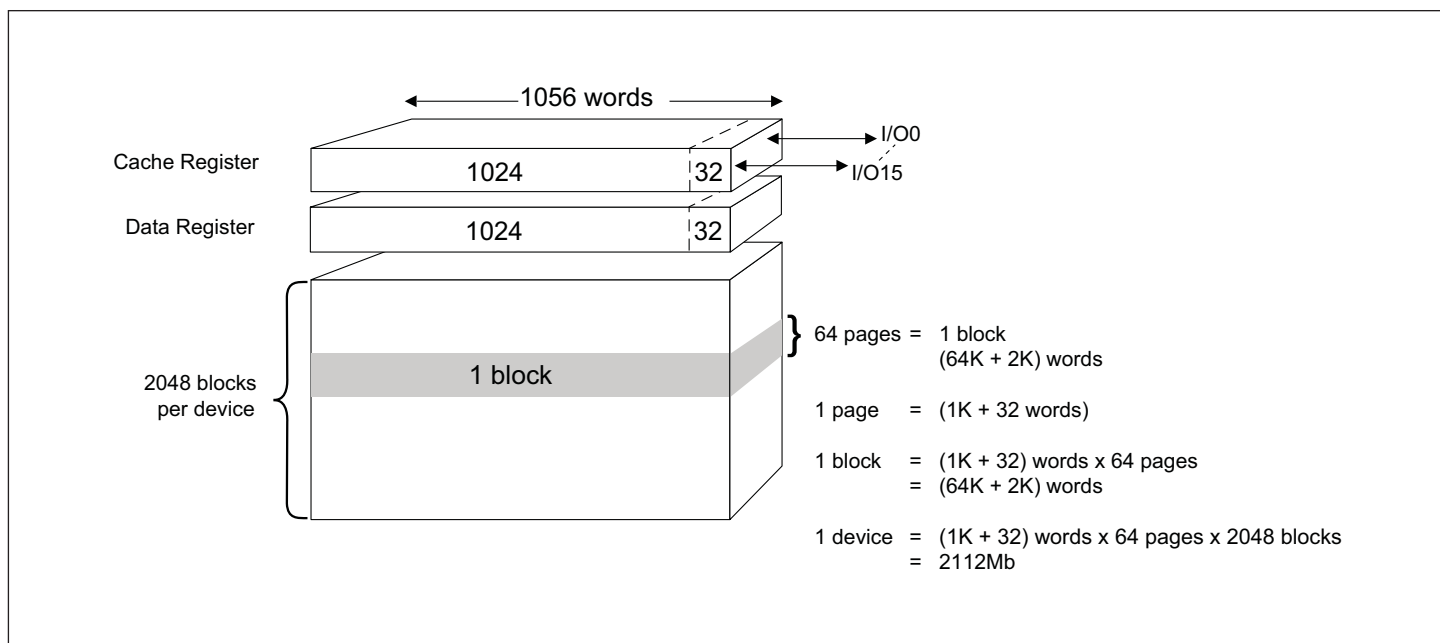 1056 words
I/O0
Cache Register
1024
32
I/O15
Data Register
1024
32
64 pages = 1 block
(64K + 2K) words
1 block
2048 blocks
per device
1 page = (1K + 32 words)
1 block = (1K + 32) words x 64 pages
= (64K + 2K) words
1 device = (1K + 32) words x 64 pages x 2048 blocks
= 2112Mb